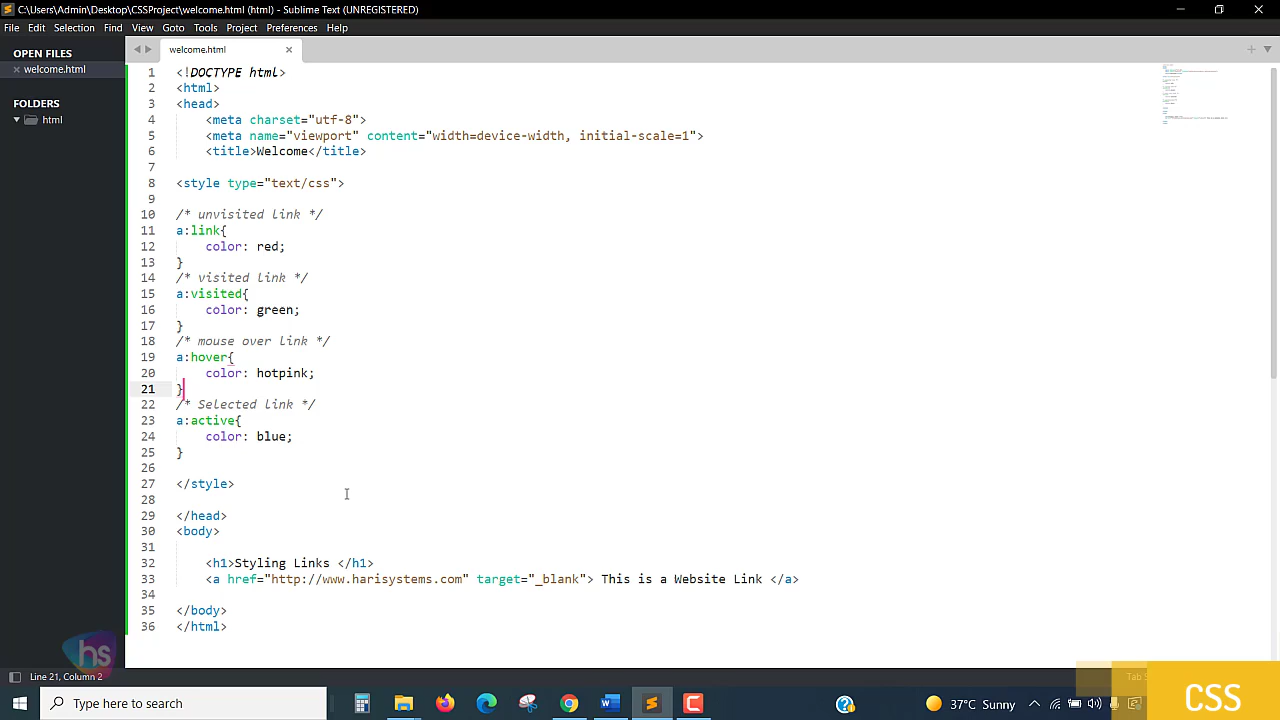 C:\Users\Admin\Desktop\CSSProject\welcome.html (html) - Sublime Text (UNREGISTERED)
File Edit Selection Find View Goto Tools Project Preferences Help
OPEN FILES
welcome.html
FOLDERS
html
welcome.html
1 <!DOCTYPE html>
2 <html>
3 <head>
4 <meta charset="utf-8">
5 <meta name="viewport" content="width=device-width, initial-scale=1">
6 <title>Welcome</title>
7
8 <style type="text/css">
9
10 /* unvisited link */
11 a:link{
12 color: red;
13 }
14 /* visited link */
15 a:visited{
16 color: green;
17 }
18 /* mouse over link */
19 a:hover{
20 color: hotpink;
21 }
22 /* Selected link */
23 a:active{
24 color: blue;
25 }
26
27 </style>
28
29 </head>
30 <body>
31
32 <h1>Styling Links </h1>
33 <a href="http://www.harisystems.com" target="_blank"> This is a Website Link </a>
34
35 </body>
36 </html>
hs
Line 21, Column 2
Tab S
CSS
Type here to search
37°C Sunny